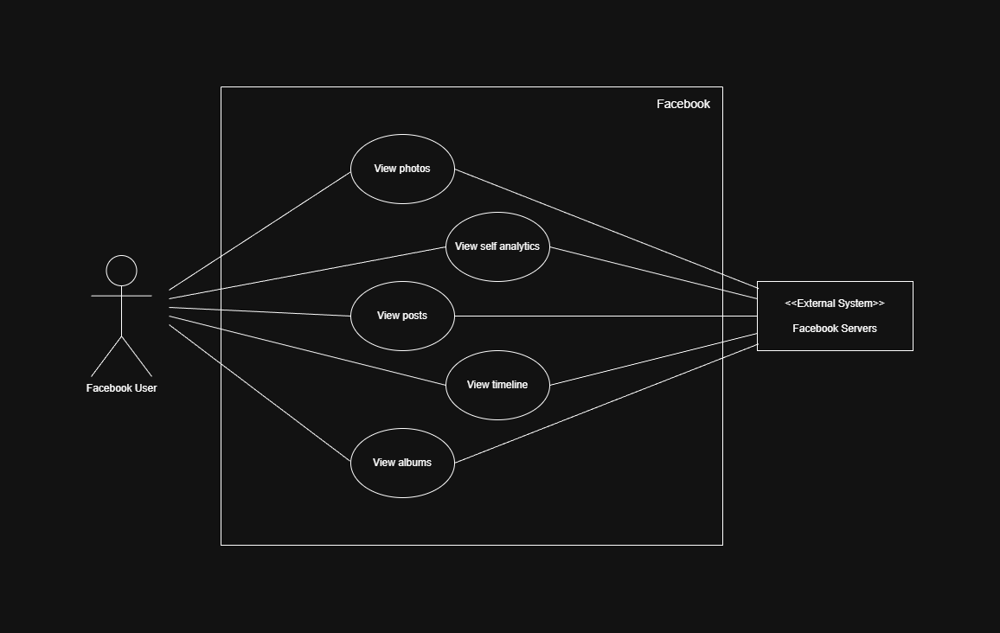 Facebook
View photos
View self analytics
<<External System>>
View posts
Facebook Servers
View timeline
Facebook User
View albums